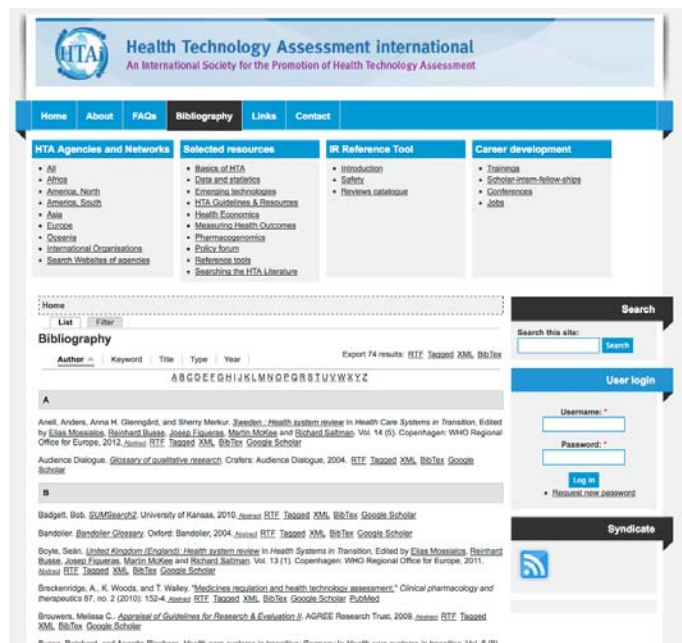 HTAi
Health Technology Assessment international
An International Society for the Promotion of Health Technology Assessment
Home About FAQs Bibliography Links Contact
HTA Agencies and Networks
All
Africa
America, North
America, South
Asia
Europe
Oceania
International Organisations
Search Websites of agencies
Selected resources
Basics of HTA
Data and statistics
Emerging technologies
HTA Guidelines & Resources
Health Economics
Measuring Health Outcomes
Pharmacogenomics
Policy forum
Reference tools
Searching the HTA Literature
IR Reference Tool
Introduction
Safety
Reviews catalogue
Career development
Trainings
Scholar-intern-fellow-ships
Conferences
Jobs
Home
List Filter
Bibliography
Author Keyword Title Type Year
Export 74 results: RTF Tagged XML BibTex
A B C D E F G H I J K L M N O P Q R S T U V W X Y Z
A
Anell, Anders, Anna H. Glenngård, and Sherry Merkur. Sweden : Health system review in Health Care Systems in Transition, Edited
by Elias Mossialos, Reinhard Busse, Josep Figueras, Martin McKee and Richard Saltman. Vol. 14 (5). Copenhagen: WHO Regional
Office for Europe, 2012. Abstract RTF Tagged XML BibTex Google Scholar
Audience Dialogue. Glossary of qualitative research. Crafers: Audience Dialogue, 2004. RTF Tagged XML BibTex Google
Scholar
B
Badgett, Bob. SUMSearch2. University of Kansas, 2010. Abstract RTF Tagged XML BibTex Google Scholar
Bandolier. Bandolier Glossary. Oxford: Bandolier, 2004. Abstract RTF Tagged XML BibTex Google Scholar
Boyle, Seán. United Kingdom (England): Health system review in Health Systems in Transition, Edited by Elias Mossialos, Reinhard
Busse, Josep Figueras, Martin McKee and Richard Saltman. Vol. 13 (1). Copenhagen: WHO Regional Office for Europe, 2011.
Abstract RTF Tagged XML BibTex Google Scholar
Breckenridge, A., K. Woods, and T. Walley. "Medicines regulation and health technology assessment." Clinical pharmacology and
therapeutics 87, no. 2 (2010): 152-4. Abstract RTF Tagged XML BibTex Google Scholar PubMed
Brouwers, Melissa C., Appraisal of Guidelines for Research & Evaluation II. AGREE Research Trust, 2009. Abstract RTF Tagged
XML BibTex Google Scholar
Search
Search this site:
Search
User login
Username: *
Password: *
Log in
Request new password
Syndicate